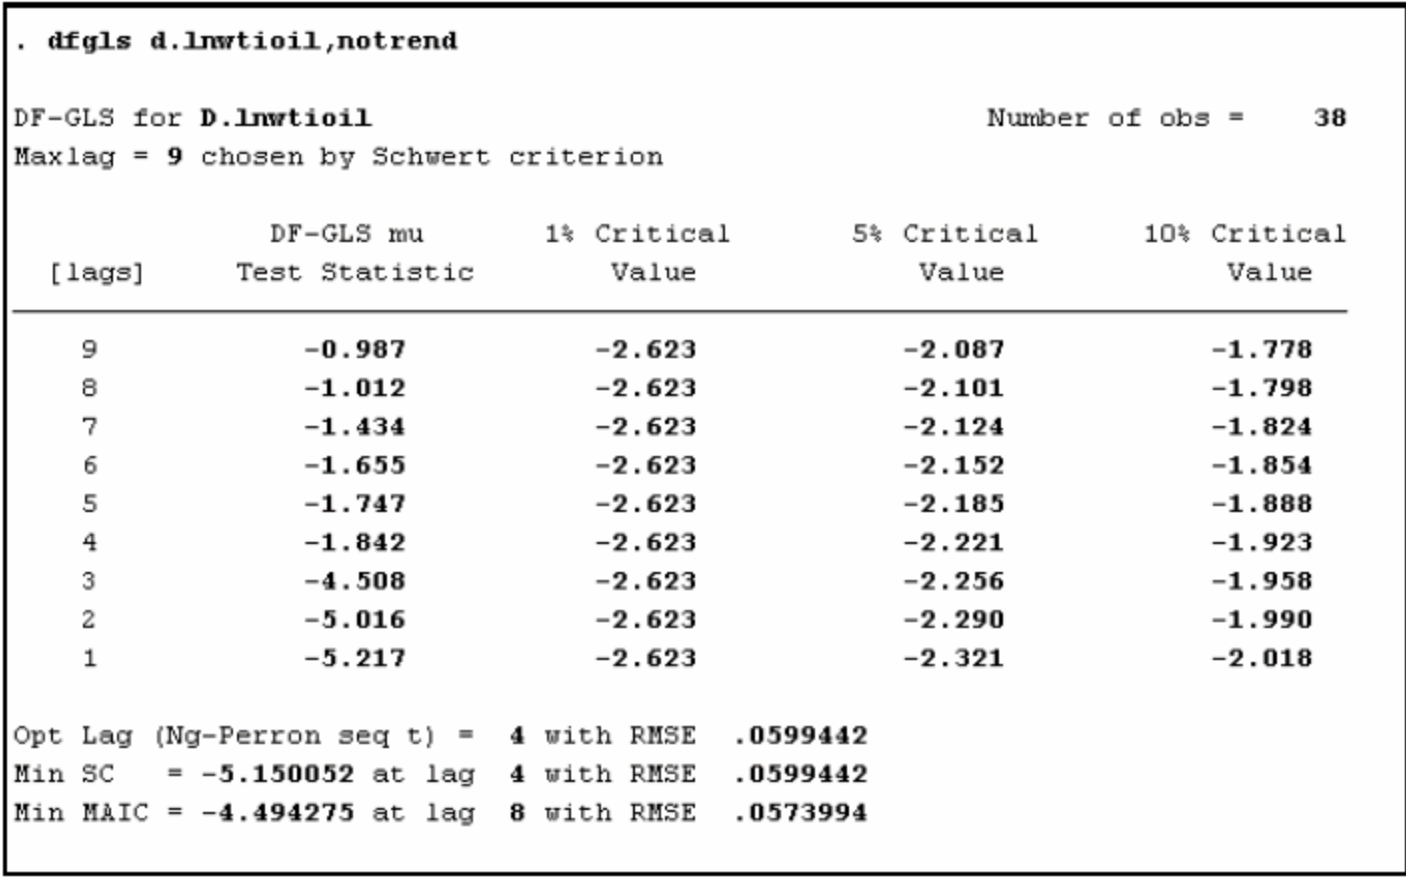 . dfgls d.lnwtioil,notrend
DF-GLS for D.lnwtioil Number of obs = 38
Maxlag = 9 chosen by Schwert criterion
DF-GLS mu 1% Critical 5% Critical 10% Critical
[lags] Test Statistic Value Value Value
9 -0.987 -2.623 -2.087 -1.778
8 -1.012 -2.623 -2.101 -1.798
7 -1.434 -2.623 -2.124 -1.824
6 -1.655 -2.623 -2.152 -1.854
5 -1.747 -2.623 -2.185 -1.888
4 -1.842 -2.623 -2.221 -1.923
3 -4.508 -2.623 -2.256 -1.958
2 -5.016 -2.623 -2.290 -1.990
1 -5.217 -2.623 -2.321 -2.018
Opt Lag (Ng-Perron seq t) = 4 with RMSE .0599442
Min SC = -5.150052 at lag 4 with RMSE .0599442
Min MAIC = -4.494275 at lag 8 with RMSE .0573994